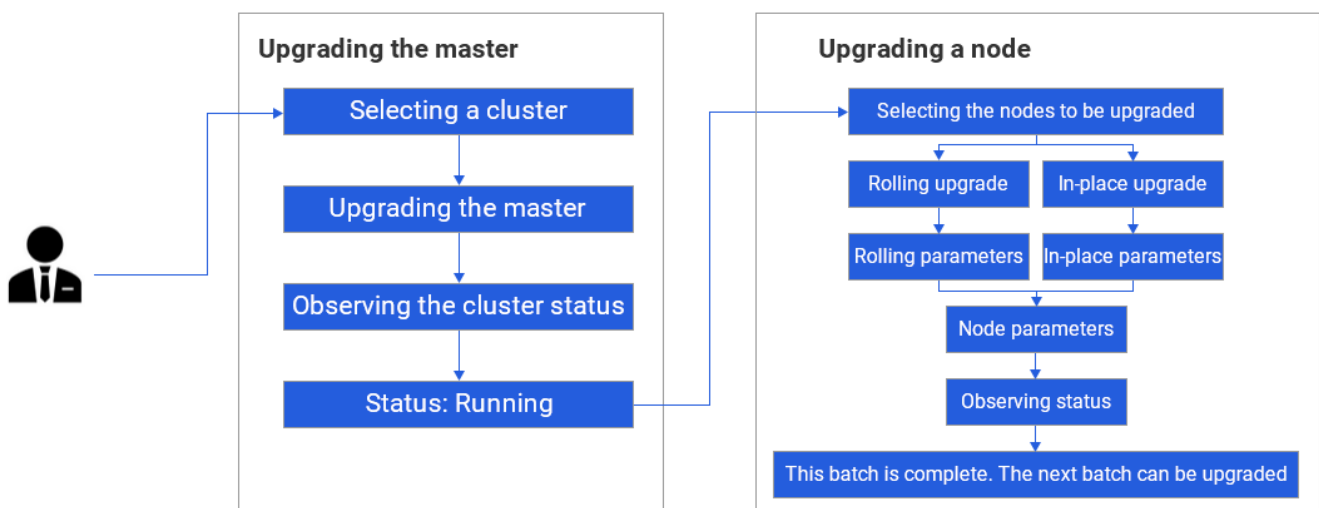 Upgrading the master
Selecting a cluster
Upgrading the master
Observing the cluster status
Status: Running
Upgrading a node
Selecting the nodes to be upgraded
Rolling upgrade
In-place upgrade
Rolling parameters
In-place parameters
Node parameters
Observing status
This batch is complete. The next batch can be upgraded